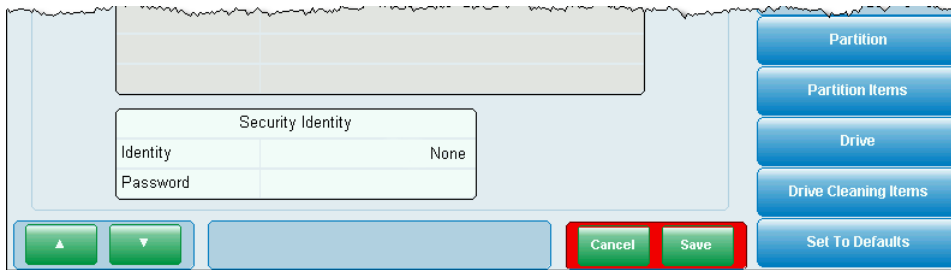 Security Identity
Identity None
Password
Cancel
Save
Partition
Partition Items
Drive
Drive Cleaning Items
Set To Defaults